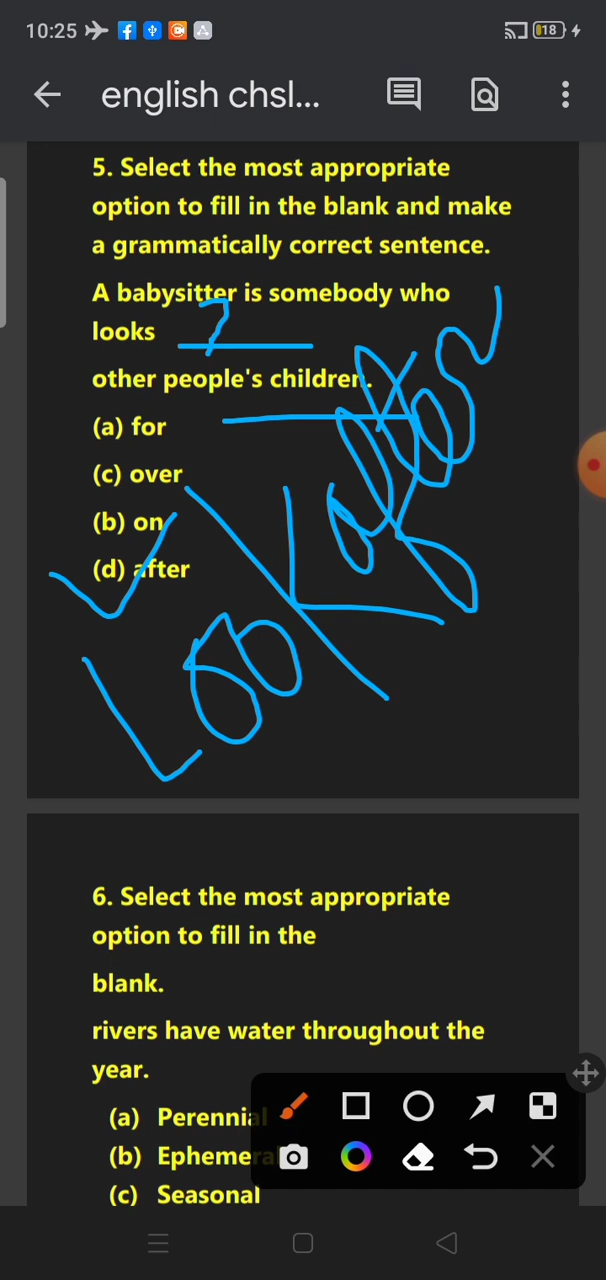 10:25
18
english chsl...
5. Select the most appropriate
option to fill in the blank and make
a grammatically correct sentence.
A babysitter is somebody who
looks ?
other people's children.
(a) for
(c) over
(b) on
(d) after
Look after
6. Select the most appropriate
option to fill in the
blank.
rivers have water throughout the
year.
(a) Perennial
(b) Ephemeral
(c) Seasonal